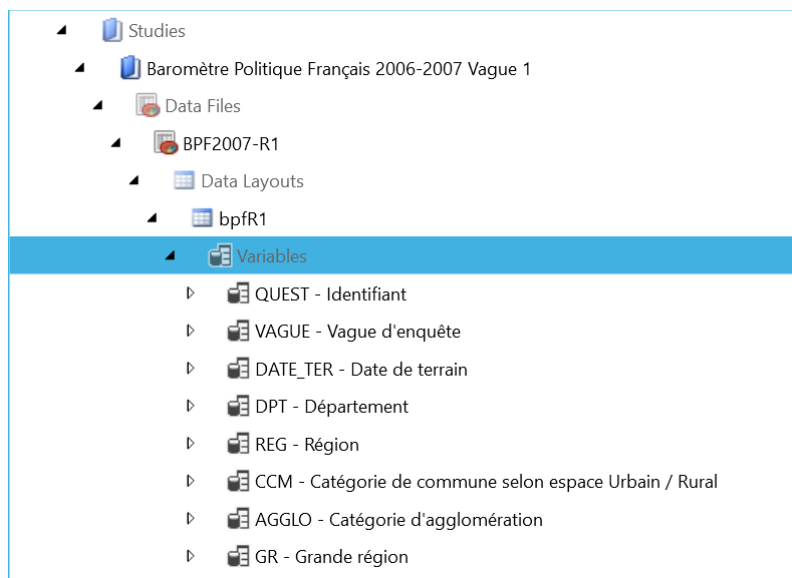 Studies
Baromètre Politique Français 2006-2007 Vague 1
Data Files
BPF2007-R1
Data Layouts
bpfR1
Variables
QUEST - Identifiant
VAGUE - Vague d'enquête
DATE_TER - Date de terrain
DPT - Département
REG - Région
CCM - Catégorie de commune selon espace Urbain / Rural
AGGLO - Catégorie d'agglomération
GR - Grande région